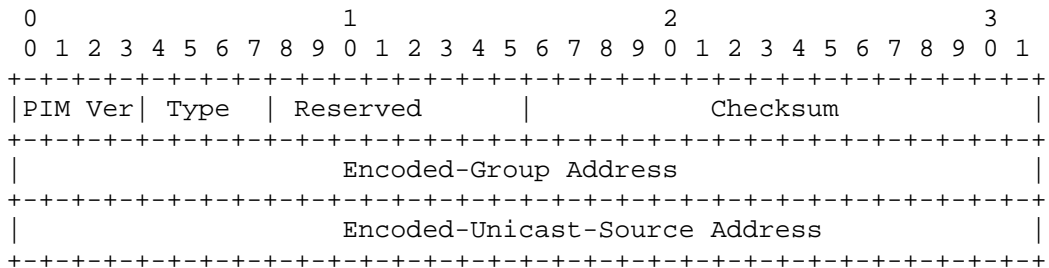 0                   1                   2                   3
 0 1 2 3 4 5 6 7 8 9 0 1 2 3 4 5 6 7 8 9 0 1 2 3 4 5 6 7 8 9 0 1
+-+-+-+-+-+-+-+-+-+-+-+-+-+-+-+-+-+-+-+-+-+-+-+-+-+-+-+-+-+-+-+-+
|PIM Ver| Type  | Reserved      |           Checksum            |
+-+-+-+-+-+-+-+-+-+-+-+-+-+-+-+-+-+-+-+-+-+-+-+-+-+-+-+-+-+-+-+-+
|                    Encoded-Group Address                      |
+-+-+-+-+-+-+-+-+-+-+-+-+-+-+-+-+-+-+-+-+-+-+-+-+-+-+-+-+-+-+-+-+
|                    Encoded-Unicast-Source Address             |
+-+-+-+-+-+-+-+-+-+-+-+-+-+-+-+-+-+-+-+-+-+-+-+-+-+-+-+-+-+-+-+-+